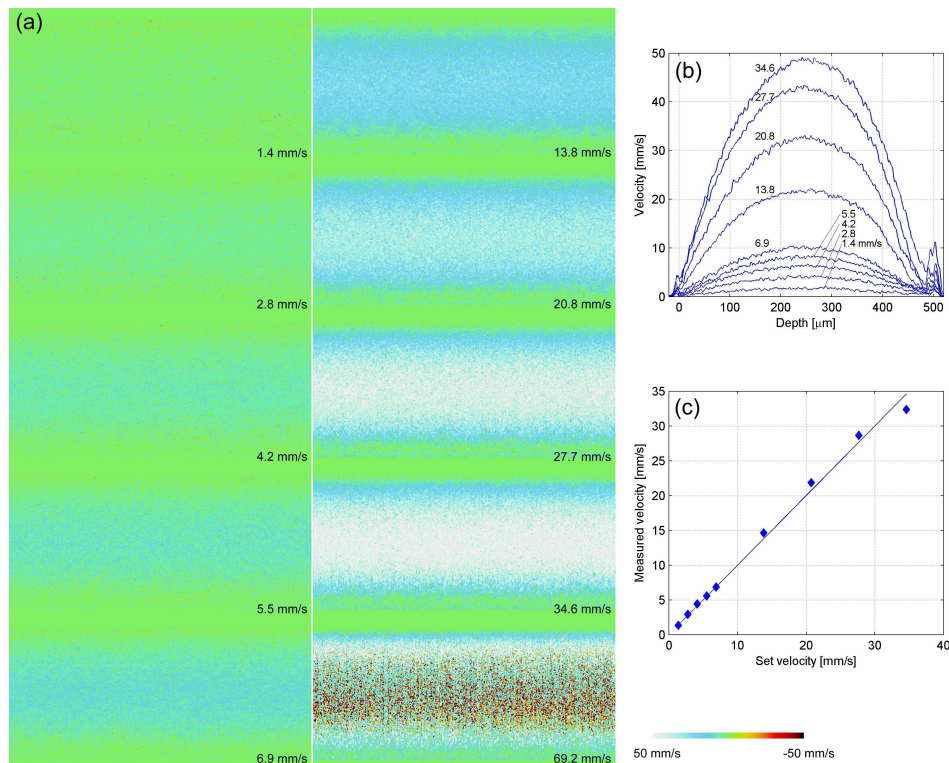 (a)
1.4 mm/s
2.8 mm/s
4.2 mm/s
5.5 mm/s
6.9 mm/s
13.8 mm/s
20.8 mm/s
27.7 mm/s
34.6 mm/s
69.2 mm/s
(b)
Velocity [mm/s]
50
40
30
20
10
0
34.6
27.7
20.8
13.8
6.9
5.5
4.2
2.8
1.4 mm/s
0
100
200
300
400
500
Depth [µm]
(c)
Measured velocity [mm/s]
35
30
25
20
15
10
5
0
0
10
20
30
40
Set velocity [mm/s]
50 mm/s
-50 mm/s